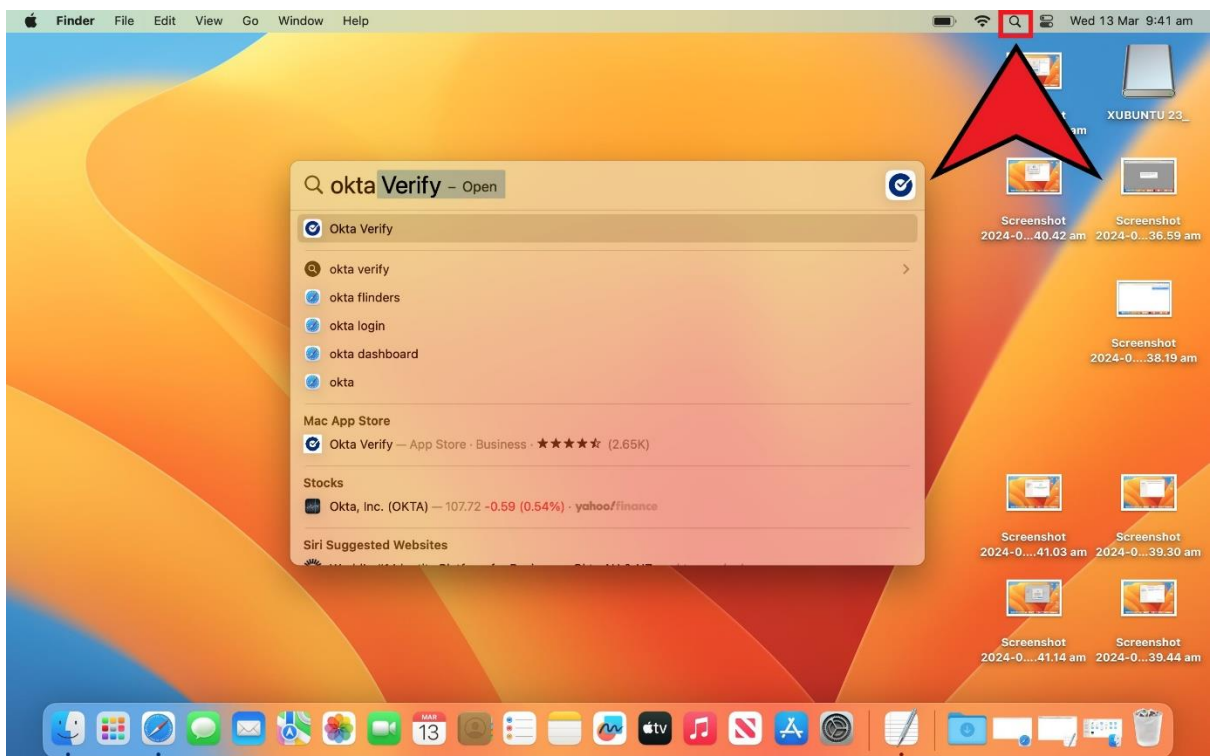 Finder File Edit View Go Window Help Wed 13 Mar 9:41 am
XUBUNTU 23_
am
okta Verify – Open
Okta Verify
okta verify
okta flinders
okta login
okta dashboard
okta
Mac App Store
Okta Verify — App Store · Business · ★★★★⯪ (2.65K)
Stocks
Okta, Inc. (OKTA) — 107.72 -0.59 (0.54%) · yahoo!finance
Siri Suggested Websites
Screenshot
2024-0...40.42 am
Screenshot
2024-0...36.59 am
Screenshot
2024-0....38.19 am
Screenshot
2024-0....41.03 am
Screenshot
2024-0...39.30 am
Screenshot
2024-0....41.14 am
Screenshot
2024-0...39.44 am
MAR
13
tv